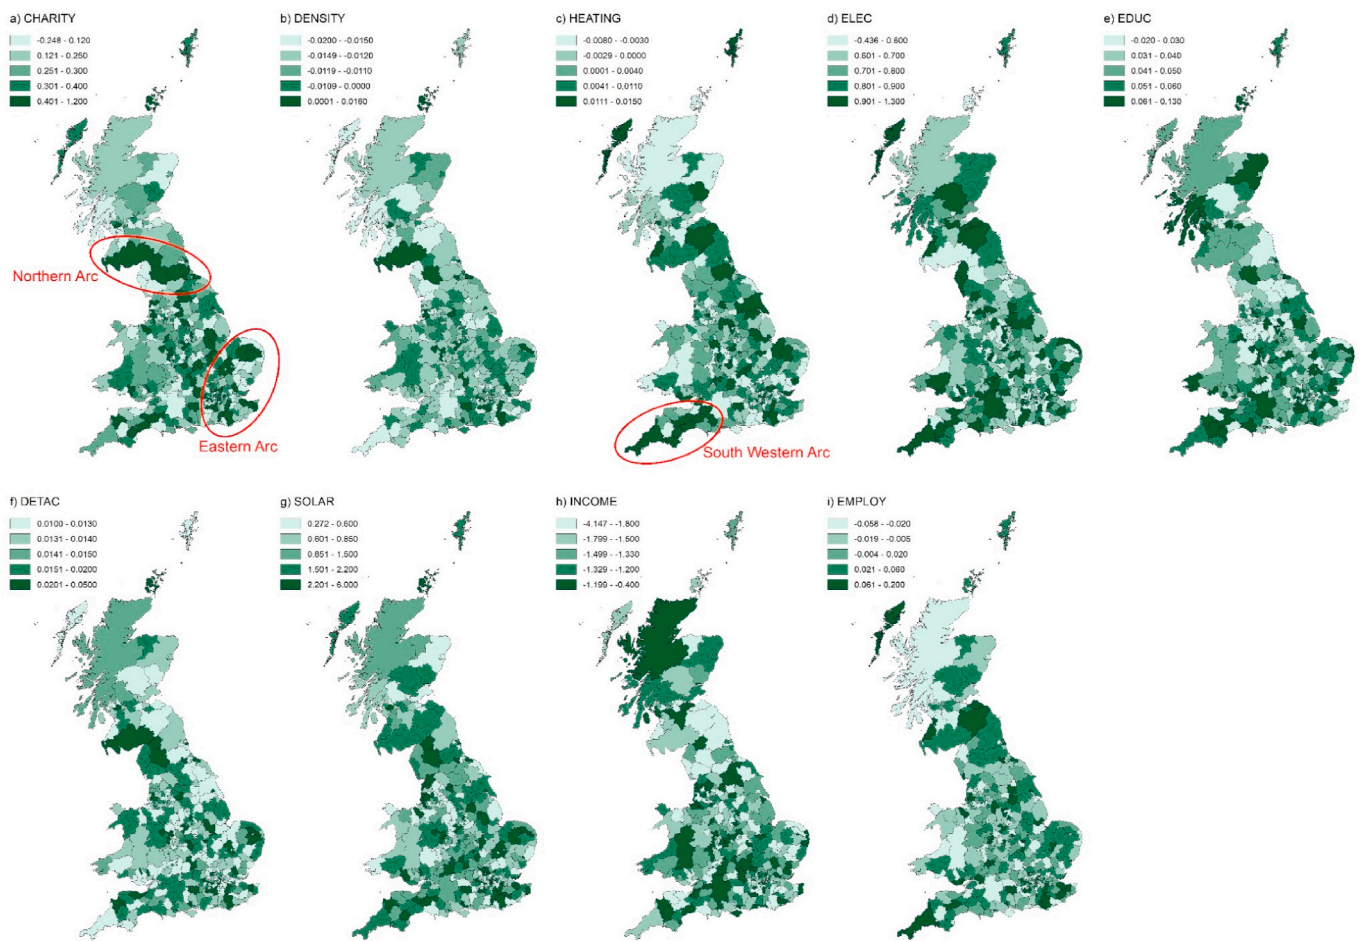 a) CHARITY
-0.248 - 0.120
0.121 - 0.250
0.251 - 0.300
0.301 - 0.400
0.401 - 1.200
b) DENSITY
-0.0200 - -0.0150
-0.0149 - -0.0120
-0.0119 - -0.0110
-0.0109 - 0.0000
0.0001 - 0.0160
c) HEATING
-0.0080 - -0.0030
-0.0029 - 0.0000
0.0001 - 0.0040
0.0041 - 0.0110
0.0111 - 0.0150
d) ELEC
-0.436 - 0.600
0.601 - 0.700
0.701 - 0.800
0.801 - 0.900
0.901 - 1.300
e) EDUC
-0.020 - 0.030
0.031 - 0.040
0.041 - 0.050
0.051 - 0.060
0.061 - 0.130
Northern Arc
Eastern Arc
South Western Arc
f) DETAC
0.0100 - 0.0130
0.0131 - 0.0140
0.0141 - 0.0150
0.0151 - 0.0200
0.0201 - 0.0500
g) SOLAR
0.272 - 0.600
0.601 - 0.850
0.851 - 1.500
1.501 - 2.200
2.201 - 6.000
h) INCOME
-4.147 - -1.800
-1.799 - -1.500
-1.499 - -1.330
-1.329 - -1.200
-1.199 - -0.400
i) EMPLOY
-0.058 - -0.020
-0.019 - -0.005
-0.004 - 0.020
0.021 - 0.060
0.061 - 0.200